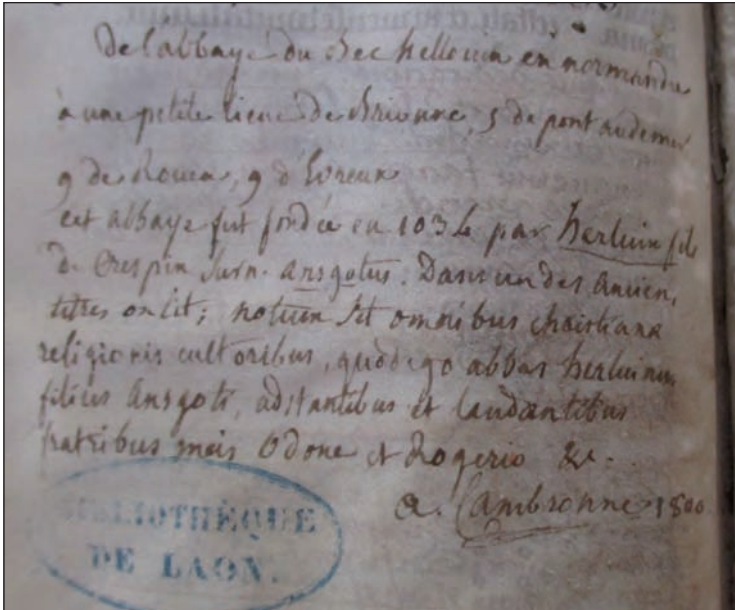 De l'abbaye du Bec hellouin en normandie
à une petite lieue de Brionne, 5 de pont audemer
9 de Rouen, 9 d'Evreux
cet abbaye fut fondée en 1034 par herluin fils
de Crespin surn. ansgotus. Dans un des ancien.
titres on lit; notum sit omnibus christiana
religionis cultoribus, quod ego abbas herluinus
filius ansgoti, adstantibus et laudantibus
fratribus meis Odone et Rogerio &c.
a. Cambronne 1800
BIBLIOTHÈQUE
DE LAON.